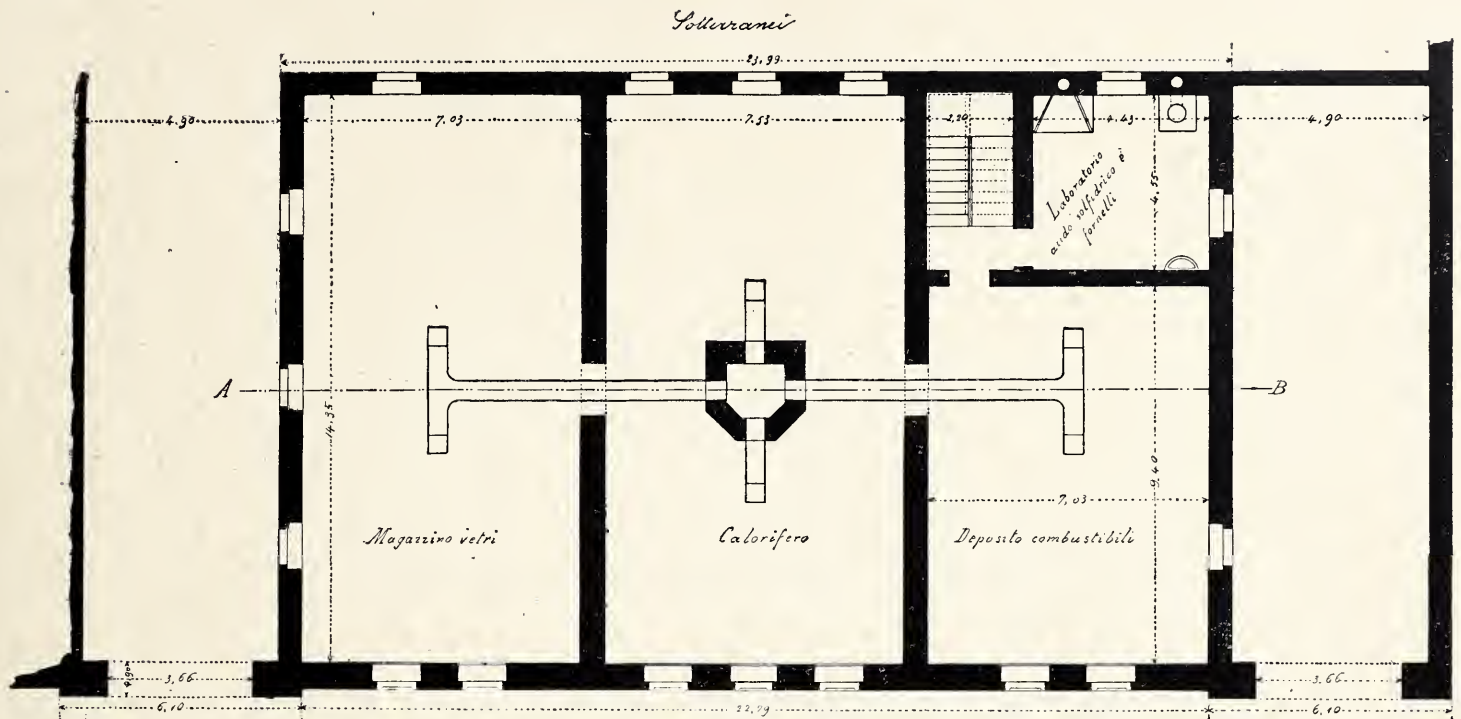 Sotterranei
23,99
4,90
7.03
7.53
2,20
4,43
4,90
Laboratorio
acido solfidrico è
fornelli
4,55
A
B
14,35
9,40
7,03
Magazzino vetri
Calorifero
Deposito combustibili
3,66
3,66
6,10
22,79
6,10